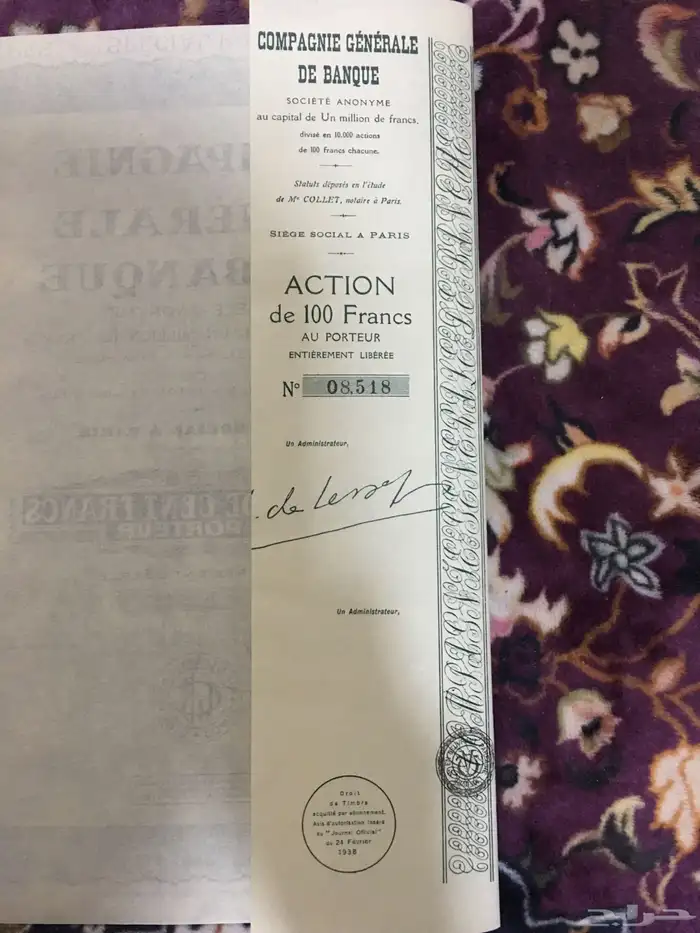 COMPAGNIE GÉNÉRALE
DE BANQUE
SOCIÉTÉ ANONYME
au capital de Un million de francs.
divisé en 10.000 actions
de 100 francs chacune.
Statuts déposés en l'étude
de Me COLLET, notaire à Paris.
SIÈGE SOCIAL A PARIS
ACTION
de 100 Francs
AU PORTEUR
ENTIÈREMENT LIBÉRÉE
No 08,518
Un Administrateur,
de Lesseps
Un Administrateur,
Droit
de Timbre
acquitté par abonnement.
Avis d'autorisation inséré
au "Journal Officiel"
du 24 Février
1938
حراج